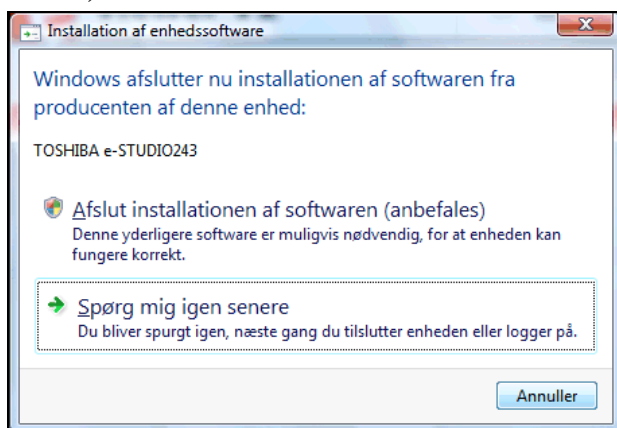 Installation af enhedssoftware
Windows afslutter nu installationen af softwaren fra
producenten af denne enhed:
TOSHIBA e-STUDIO243
Afslut installationen af softwaren (anbefales)
Denne yderligere software er muligvis nødvendig, for at enheden kan
fungere korrekt.
Spørg mig igen senere
Du bliver spurgt igen, næste gang du tilslutter enheden eller logger på.
Annuller